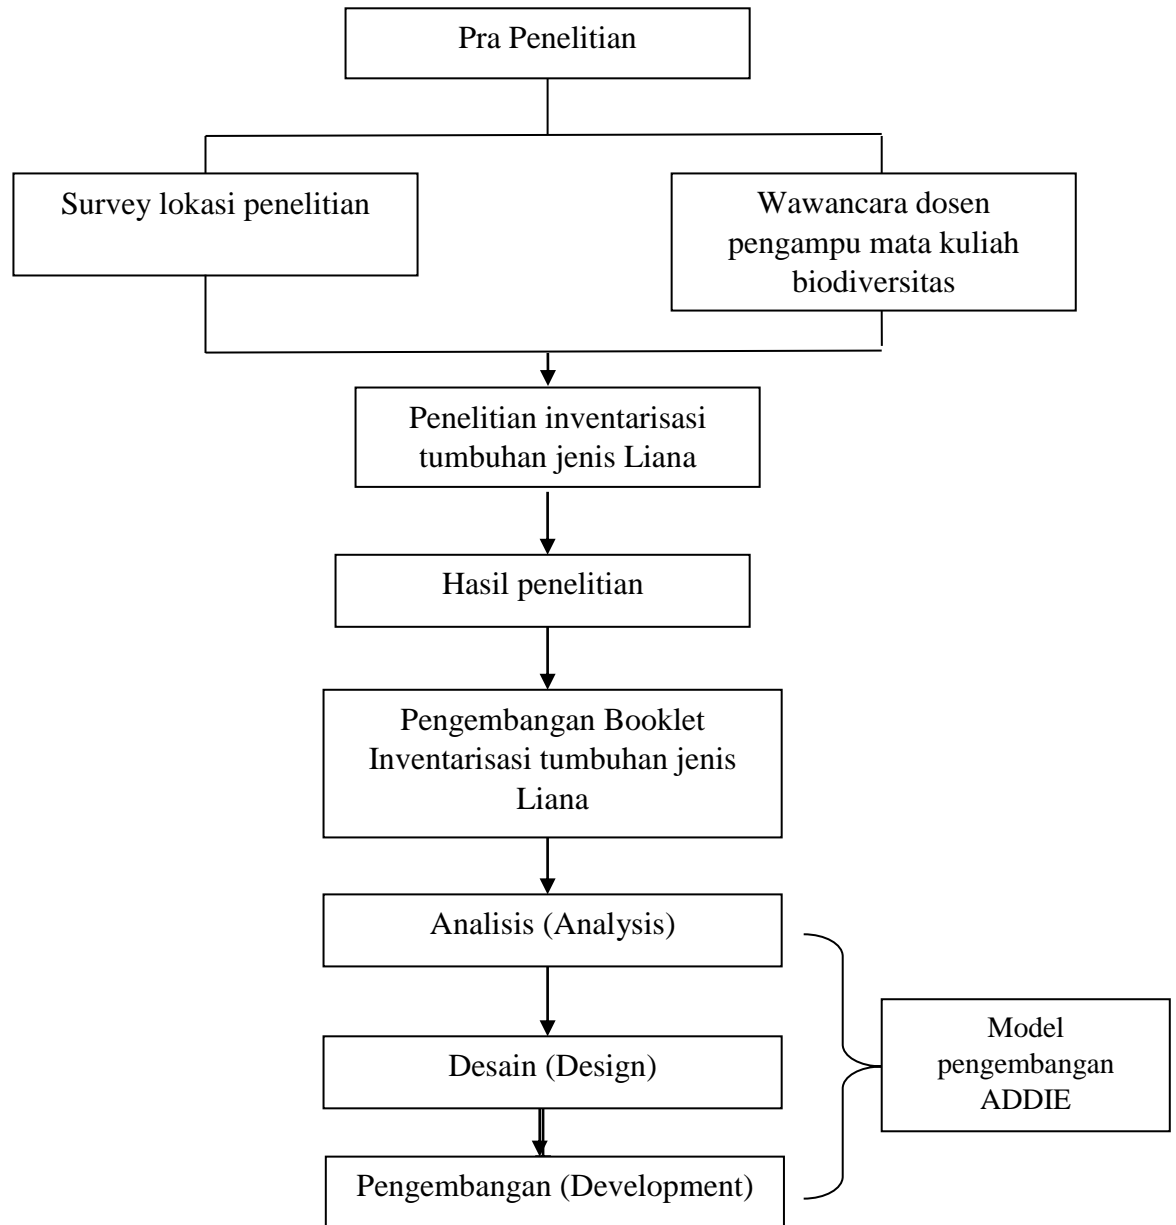 Pra Penelitian
Survey lokasi penelitian
Wawancara dosen
pengampu mata kuliah
biodiversitas
Penelitian inventarisasi
tumbuhan jenis Liana
Hasil penelitian
Pengembangan Booklet
Inventarisasi tumbuhan jenis
Liana
Analisis (Analysis)
Desain (Design)
Model
pengembangan
ADDIE
Pengembangan (Development)